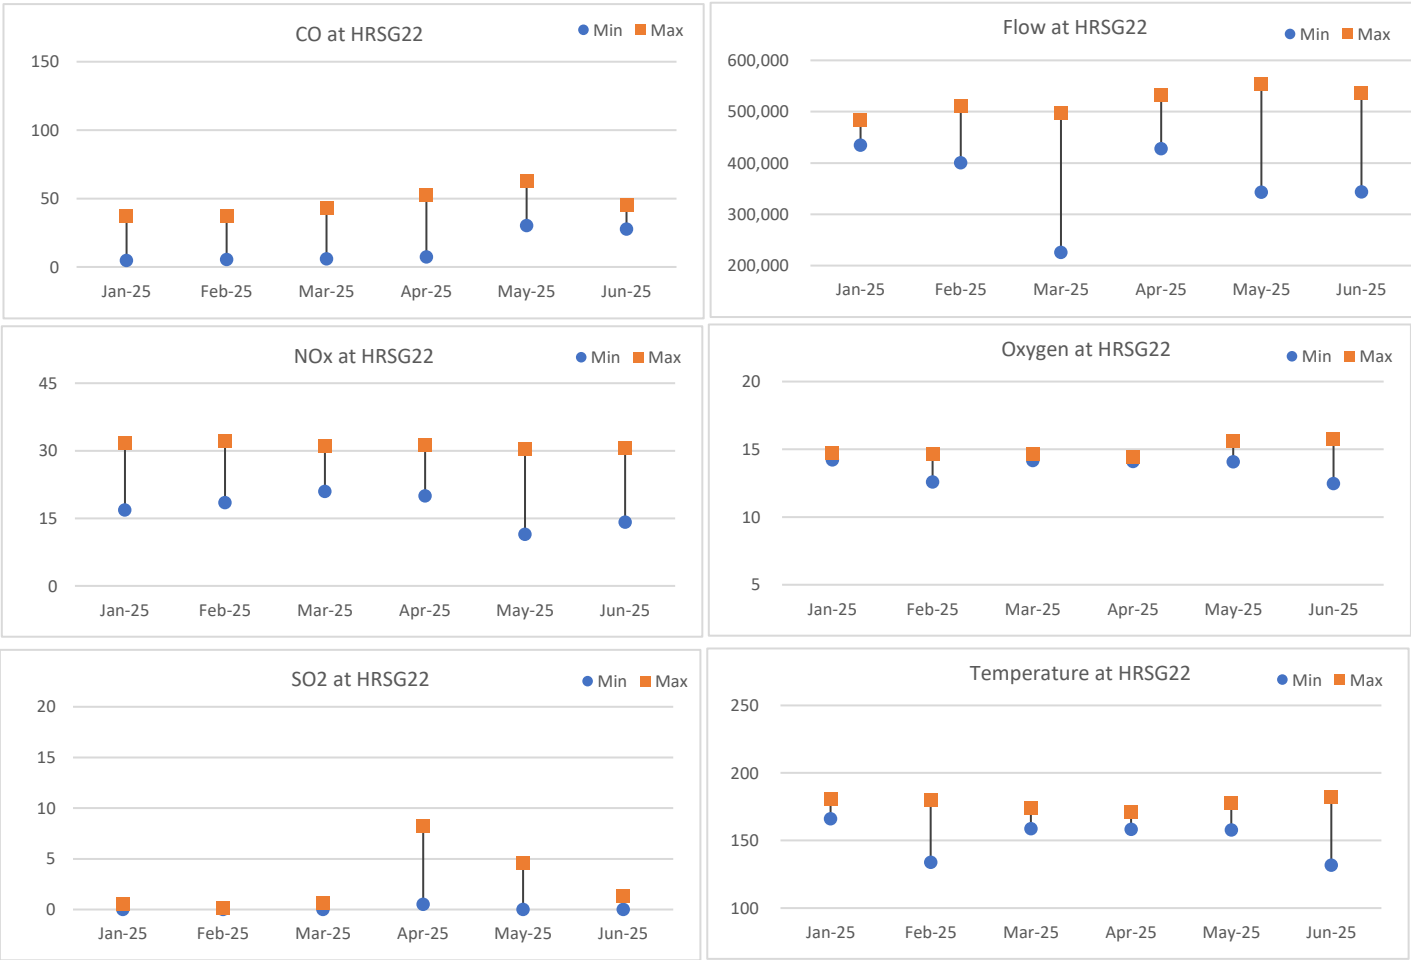 CO at HRSG22
Min Max
150
100
50
0
Jan-25 Feb-25 Mar-25 Apr-25 May-25 Jun-25
Flow at HRSG22
Min Max
600,000
500,000
400,000
300,000
200,000
Jan-25 Feb-25 Mar-25 Apr-25 May-25 Jun-25
NOx at HRSG22
Min Max
45
30
15
0
Jan-25 Feb-25 Mar-25 Apr-25 May-25 Jun-25
Oxygen at HRSG22
Min Max
20
15
10
5
Jan-25 Feb-25 Mar-25 Apr-25 May-25 Jun-25
SO2 at HRSG22
Min Max
20
15
10
5
0
Jan-25 Feb-25 Mar-25 Apr-25 May-25 Jun-25
Temperature at HRSG22
Min Max
250
200
150
100
Jan-25 Feb-25 Mar-25 Apr-25 May-25 Jun-25